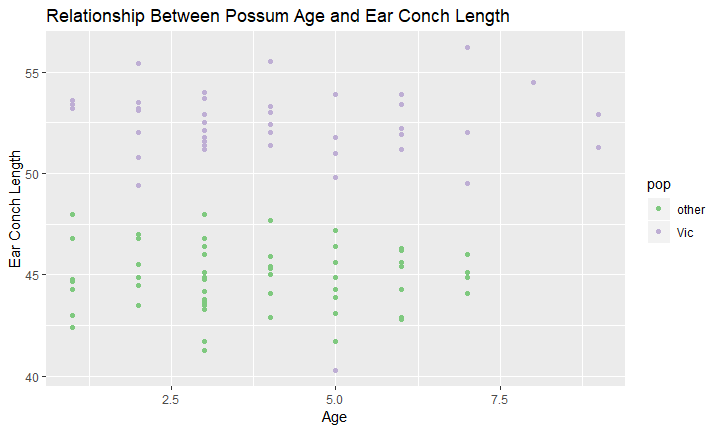 Relationship Between Possum Age and Ear Conch Length
55
50
45
40
Ear Conch Length
2.5
5.0
7.5
Age
pop
other
Vic